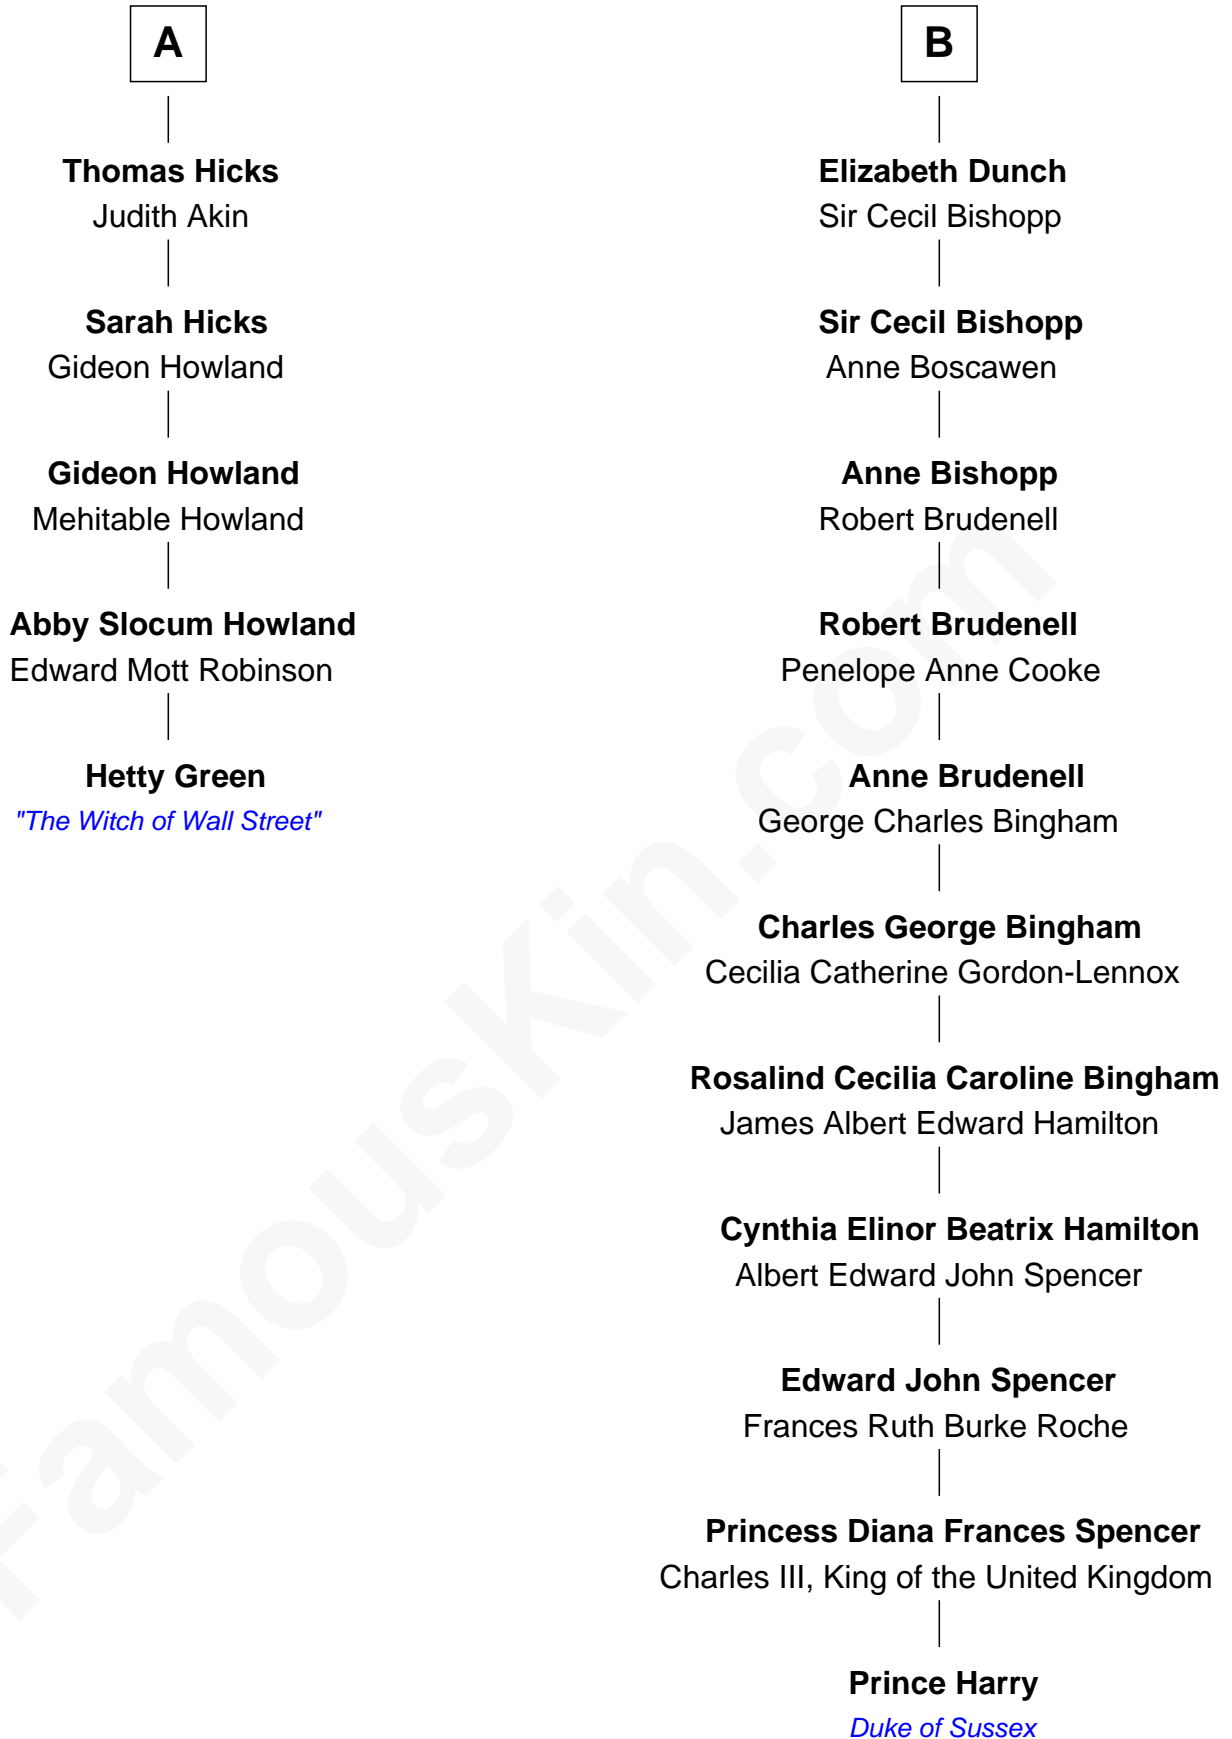 A
Thomas Hicks
Judith Akin
Sarah Hicks
Gideon Howland
Gideon Howland
Mehitable Howland
Abby Slocum Howland
Edward Mott Robinson
Hetty Green
"The Witch of Wall Street"
B
Elizabeth Dunch
Sir Cecil Bishopp
Sir Cecil Bishopp
Anne Boscawen
Anne Bishopp
Robert Brudenell
Robert Brudenell
Penelope Anne Cooke
Anne Brudenell
George Charles Bingham
Charles George Bingham
Cecilia Catherine Gordon-Lennox
Rosalind Cecilia Caroline Bingham
James Albert Edward Hamilton
Cynthia Elinor Beatrix Hamilton
Albert Edward John Spencer
Edward John Spencer
Frances Ruth Burke Roche
Princess Diana Frances Spencer
Charles III, King of the United Kingdom
Prince Harry
Duke of Sussex
FamousKin.com